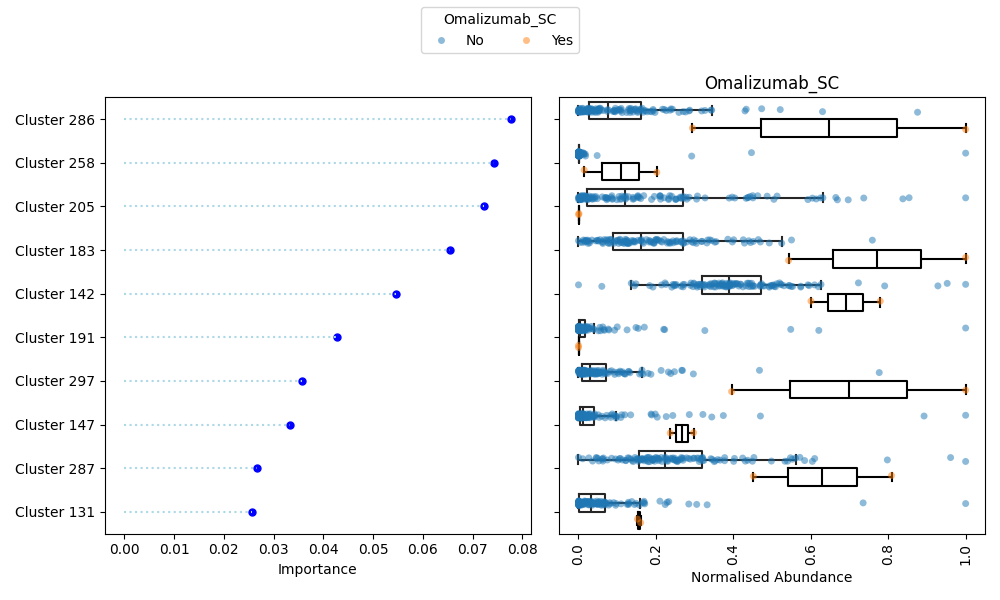 Omalizumab_SC
No Yes
Omalizumab_SC
Cluster 286
Cluster 258
Cluster 205
Cluster 183
Cluster 142
Cluster 191
Cluster 297
Cluster 147
Cluster 287
Cluster 131
0.00 0.01 0.02 0.03 0.04 0.05 0.06 0.07 0.08
Importance
0.0 0.2 0.4 0.6 0.8 1.0
Normalised Abundance